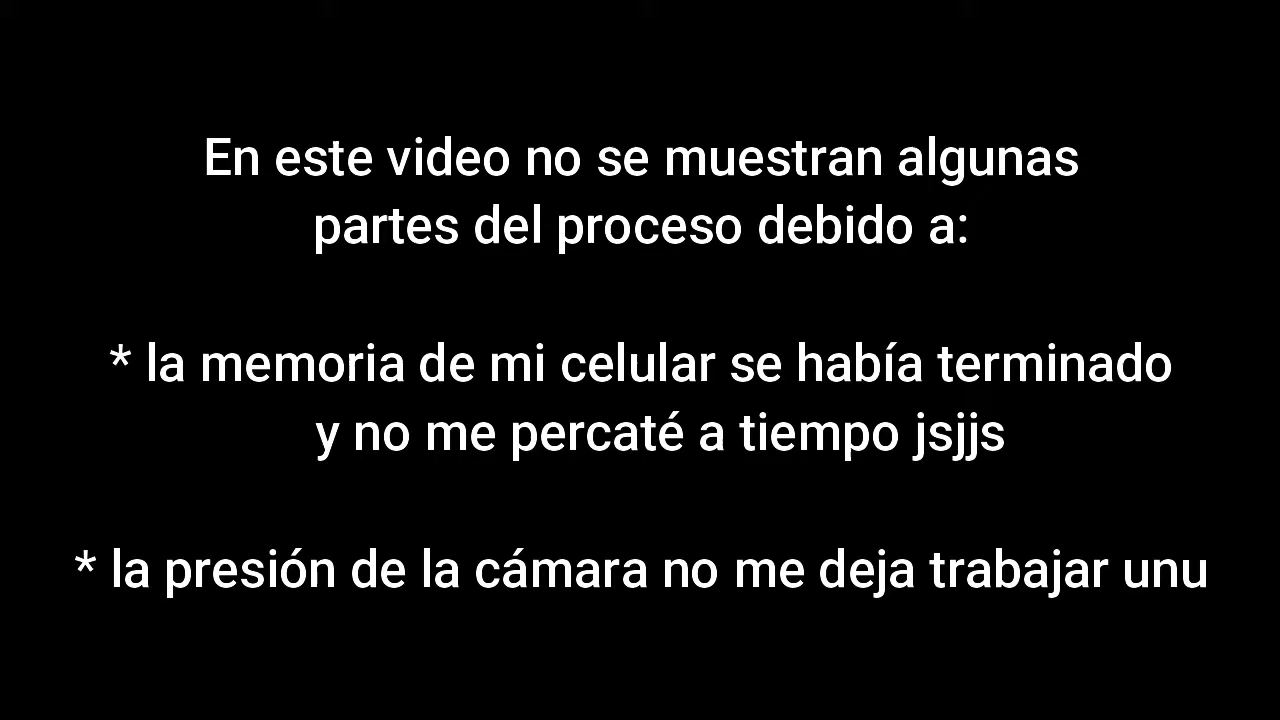 En este video no se muestran algunas
partes del proceso debido a:
* la memoria de mi celular se había terminado
y no me percaté a tiempo jsjjs
* la presión de la cámara no me deja trabajar unu